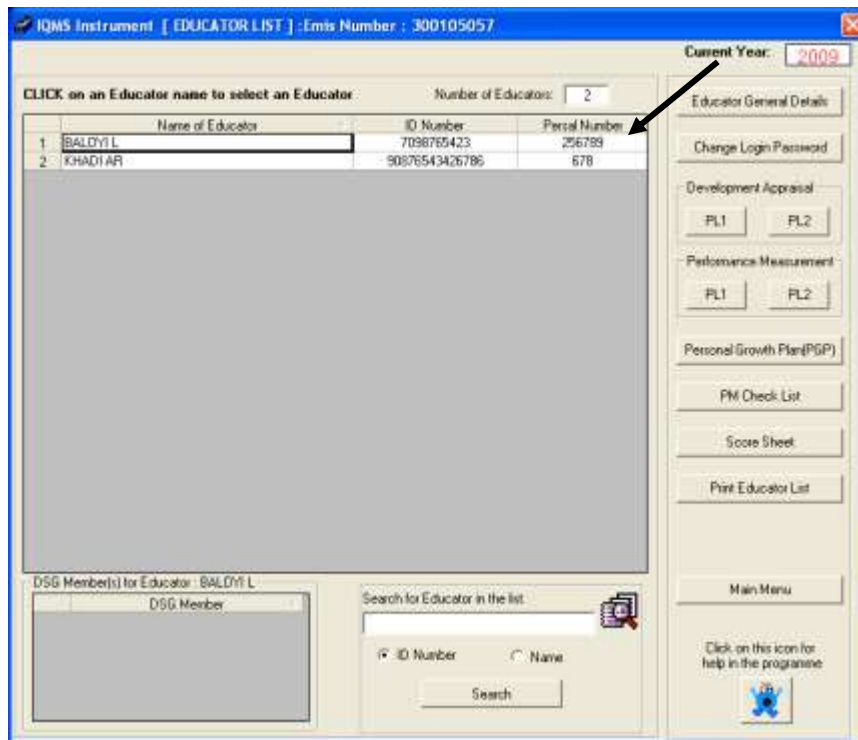 IQMS Instrument [ EDUCATOR LIST ] :Emis Number : 300105057
Current Year: 2009
CLICK on an Educator name to select an Educator
Number of Educators: 2
Name of Educator ID Number Persal Number
1 BALOYI L 7098765423 256789
2 KHADI AR 90876543426786 678
Educator General Details
Change Login Password
Development Appraisal
PL1 PL2
Performance Measurement
PL1 PL2
Personal Growth Plan(PGP)
PM Check List
Score Sheet
Print Educator List
Main Menu
Click on this icon for
help in the programme
DSG Member(s) for Educator : BALOYI L
DSG Member
Search for Educator in the list
ID Number Name
Search